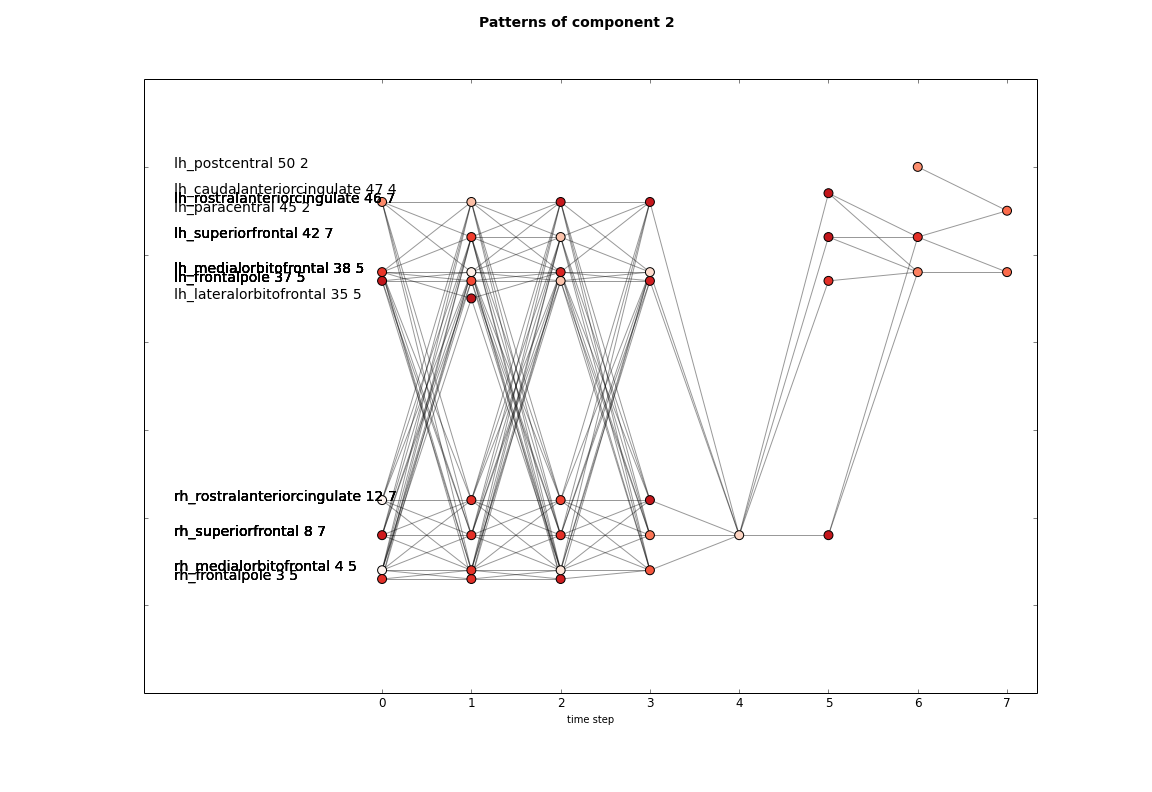 Patterns of component 2
lh_postcentral 50 2
lh_caudalanteriorcingulate 47 4
lh_rostralanteriorcingulate 46 7
lh_paracentral 45 2
lh_superiorfrontal 42 7
lh_medialorbitofrontal 38 5
lh_frontalpole 37 5
lh_lateralorbitofrontal 35 5
rh_rostralanteriorcingulate 12 7
rh_superiorfrontal 8 7
rh_medialorbitofrontal 4 5
rh_frontalpole 3 5
0 1 2 3 4 5 6 7
time step